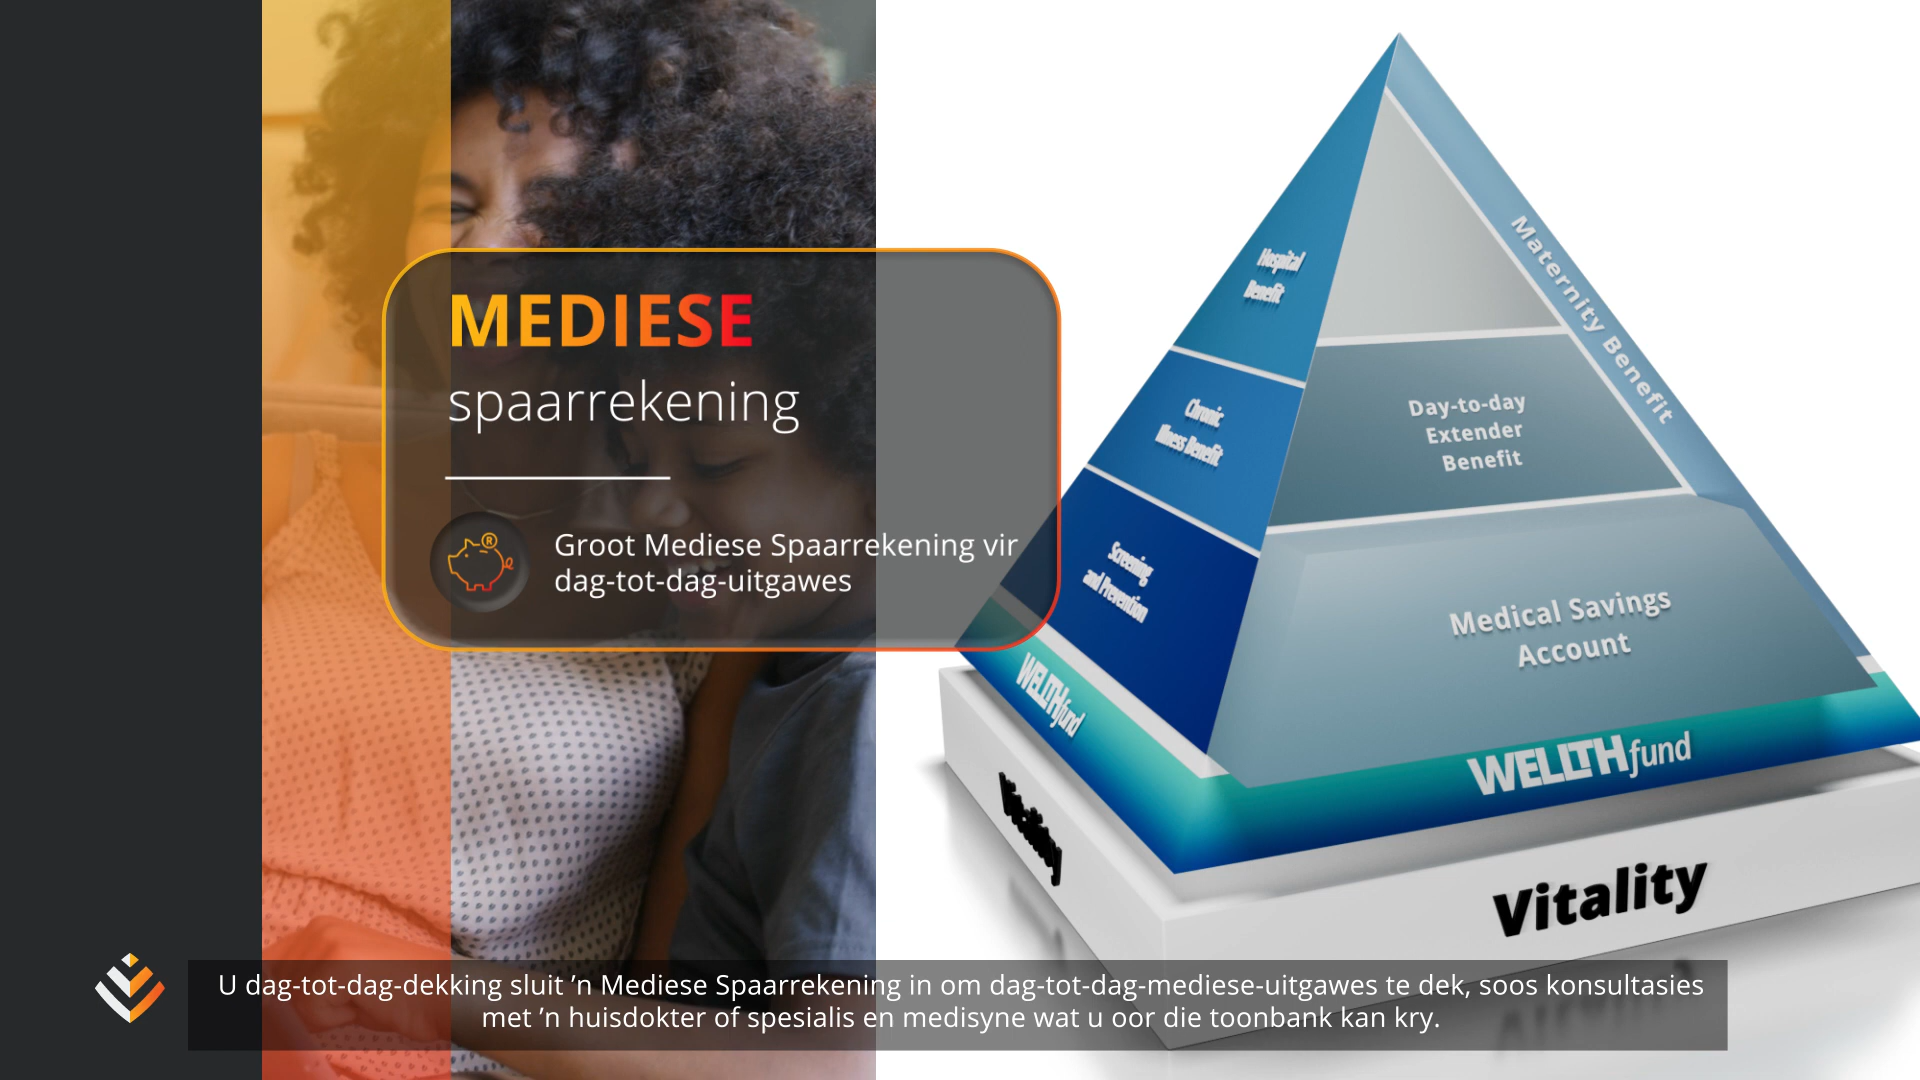 MEDIESE
spaarrekening
Groot Mediese Spaarrekening vir
dag-tot-dag-uitgawes
Hospital
Benefit
Chronic
Illness Benefit
Screening
and Prevention
WELLTHfund
Vitality
Maternity Benefit
Day-to-day
Extender
Benefit
Medical Savings
Account
WELLTHfund
Vitality
U dag-tot-dag-dekking sluit ’n Mediese Spaarrekening in om dag-tot-dag-mediese-uitgawes te dek, soos konsultasies
met ’n huisdokter of spesialis en medisyne wat u oor die toonbank kan kry.